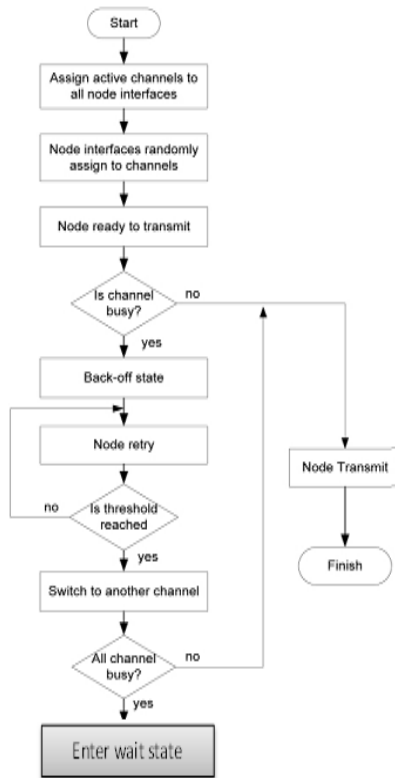 Start
Assign active channels to
all node interfaces
Node interfaces randomly
assign to channels
Node ready to transmit
Is channel
busy?
no
yes
Back-off state
Node retry
Is threshold
reached
no
yes
Switch to another channel
All channel
busy?
no
yes
Enter wait state
Node Transmit
Finish